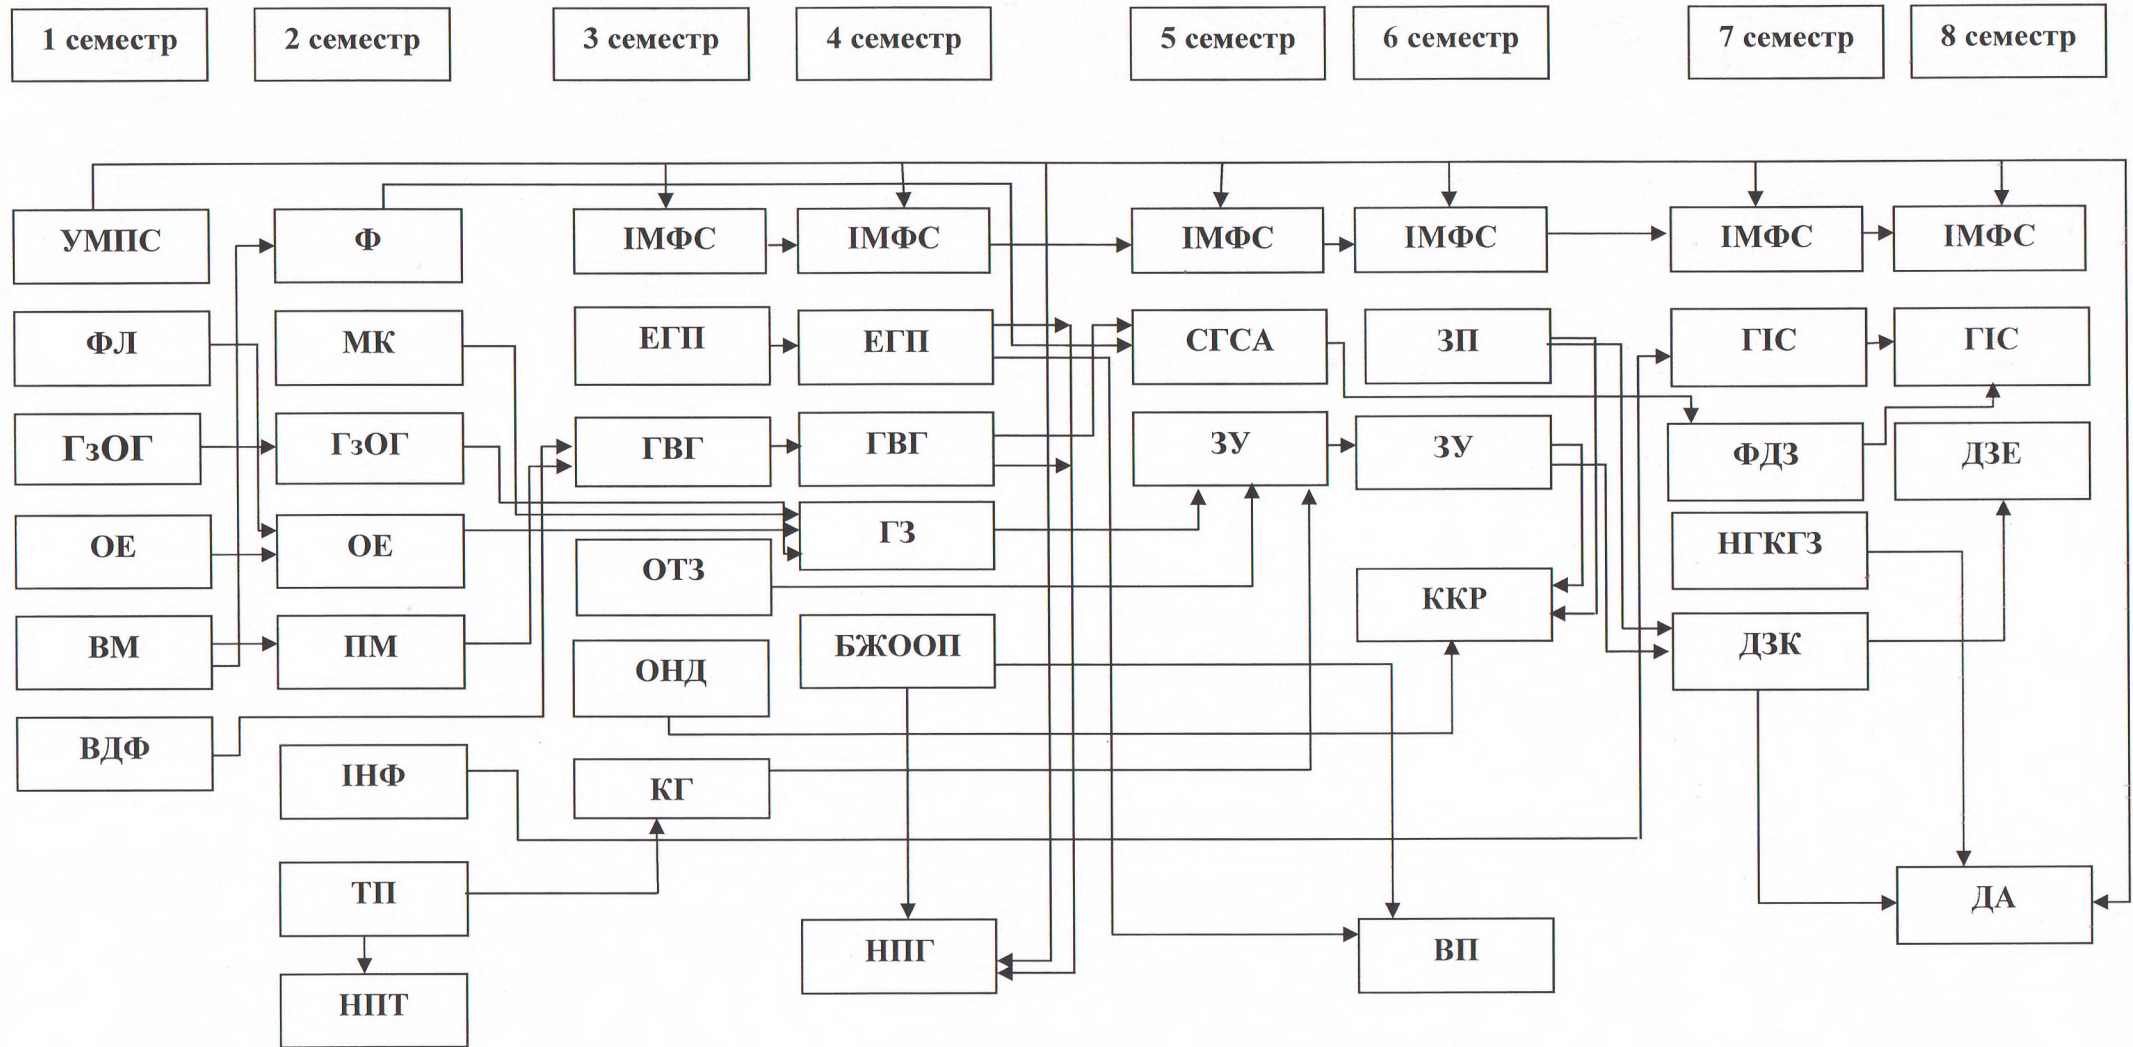 1 семестр
2 семестр
3 семестр
4 семестр
5 семестр
6 семестр
7 семестр
8 семестр
УМПС
Ф
ІМФС
ІМФС
ІМФС
ІМФС
ІМФС
ІМФС
ФЛ
МК
ЕГП
ЕГП
СГСА
ЗП
ГІС
ГІС
ГзОГ
ГзОГ
ГВГ
ГВГ
ЗУ
ЗУ
ФДЗ
ДЗЕ
ОЕ
ОЕ
ОТЗ
ГЗ
ККР
НГКГЗ
ВМ
ПМ
ОНД
БЖООП
ДЗК
ВДФ
ІНФ
КГ
ТП
НПГ
ВП
ДА
НПТ